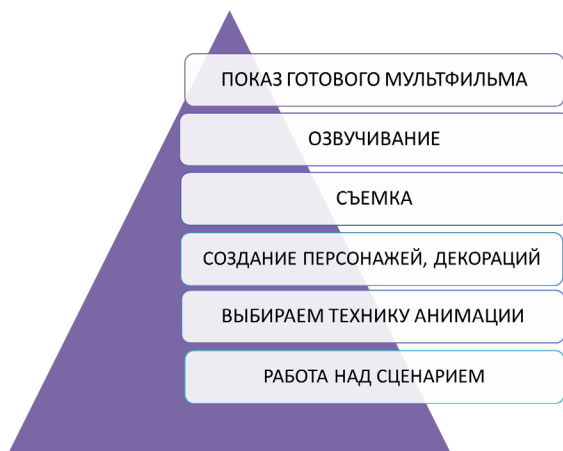 ПОКАЗ ГОТОВОГО МУЛЬТФИЛЬМА
ОЗВУЧИВАНИЕ
СЪЕМКА
СОЗДАНИЕ ПЕРСОНАЖЕЙ, ДЕКОРАЦИЙ
ВЫБИРАЕМ ТЕХНИКУ АНИМАЦИИ
РАБОТА НАД СЦЕНАРИЕМ